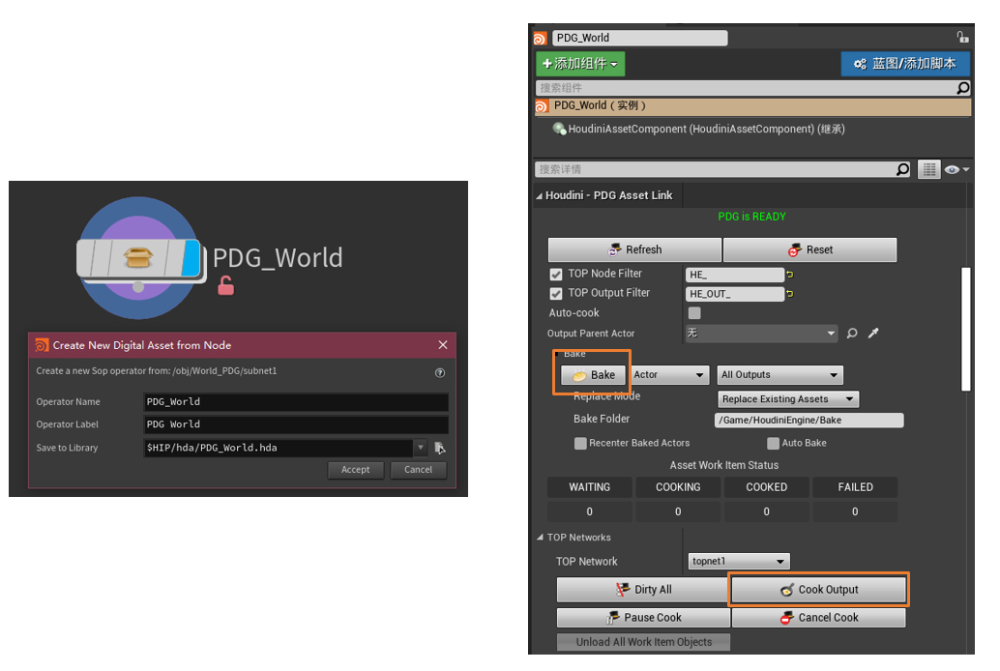 PDG_World
Create New Digital Asset from Node
Create a new Sop operator from: /obj/World_PDG/subnet1
Operator Name PDG_World
Operator Label PDG World
Save to Library $HIP/hda/PDG_World.hda
Accept Cancel
PDG_World
+添加组件 蓝图/添加脚本
搜索组件
PDG_World（实例）
HoudiniAssetComponent (HoudiniAssetComponent) (继承)
搜索详情
Houdini - PDG Asset Link
PDG is READY
Refresh Reset
TOP Node Filter HE_
TOP Output Filter HE_OUT_
Auto-cook
Output Parent Actor 无
Bake
Bake Actor All Outputs
Replace Mode Replace Existing Assets
Bake Folder /Game/HoudiniEngine/Bake
Recenter Baked Actors Auto Bake
Asset Work Item Status
WAITING COOKING COOKED FAILED
0 0 0 0
TOP Networks
TOP Network topnet1
Dirty All Cook Output
Pause Cook Cancel Cook
Unload All Work Item Objects